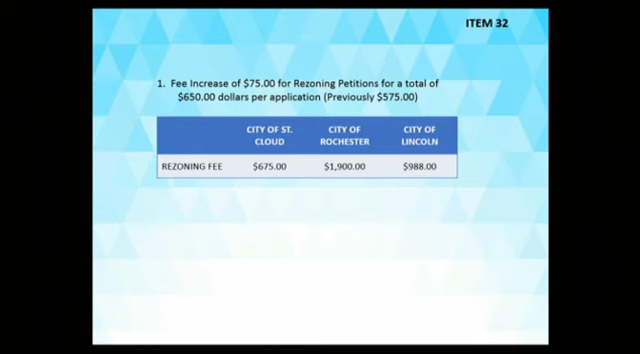 ITEM 32
1. Fee Increase of $75.00 for Rezoning Petitions for a total of
$650.00 dollars per application (Previously $575.00)
CITY OF ST. CLOUD CITY OF ROCHESTER CITY OF LINCOLN
REZONING FEE $675.00 $1,900.00 $988.00